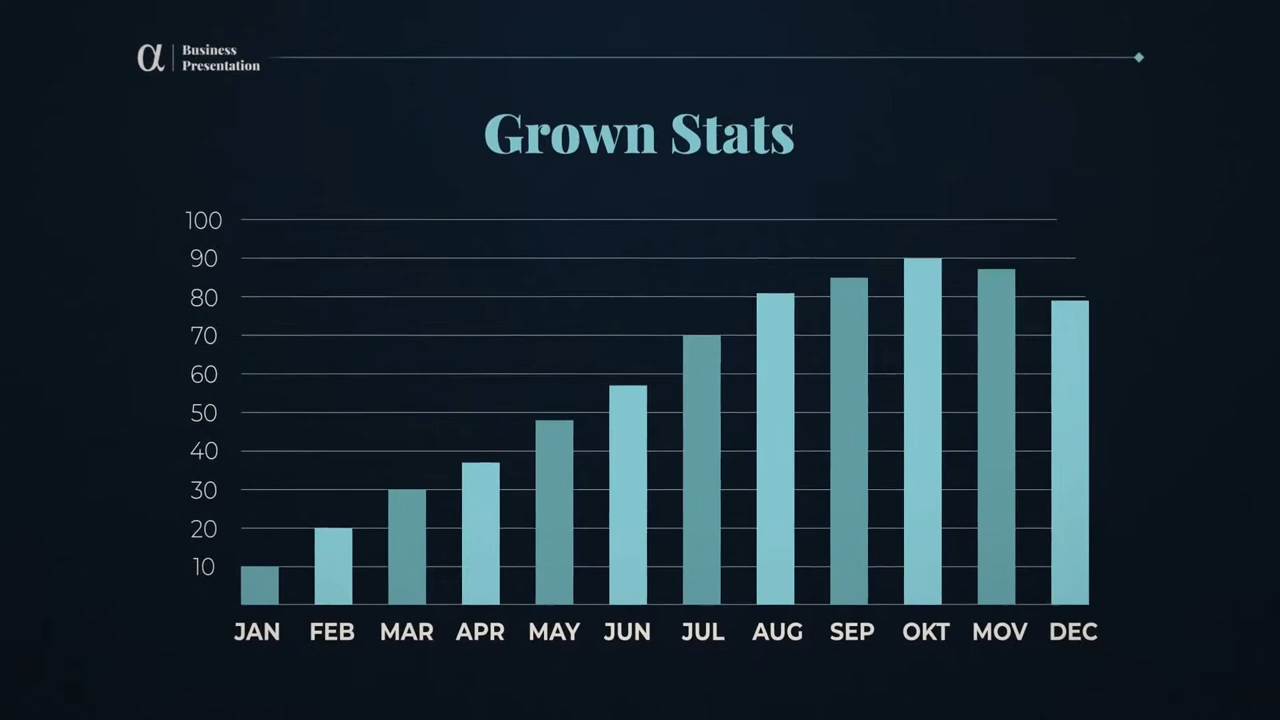 α
Business
Presentation
Grown Stats
100
90
80
70
60
50
40
30
20
10
JAN FEB MAR APR MAY JUN JUL AUG SEP OKT MOV DEC